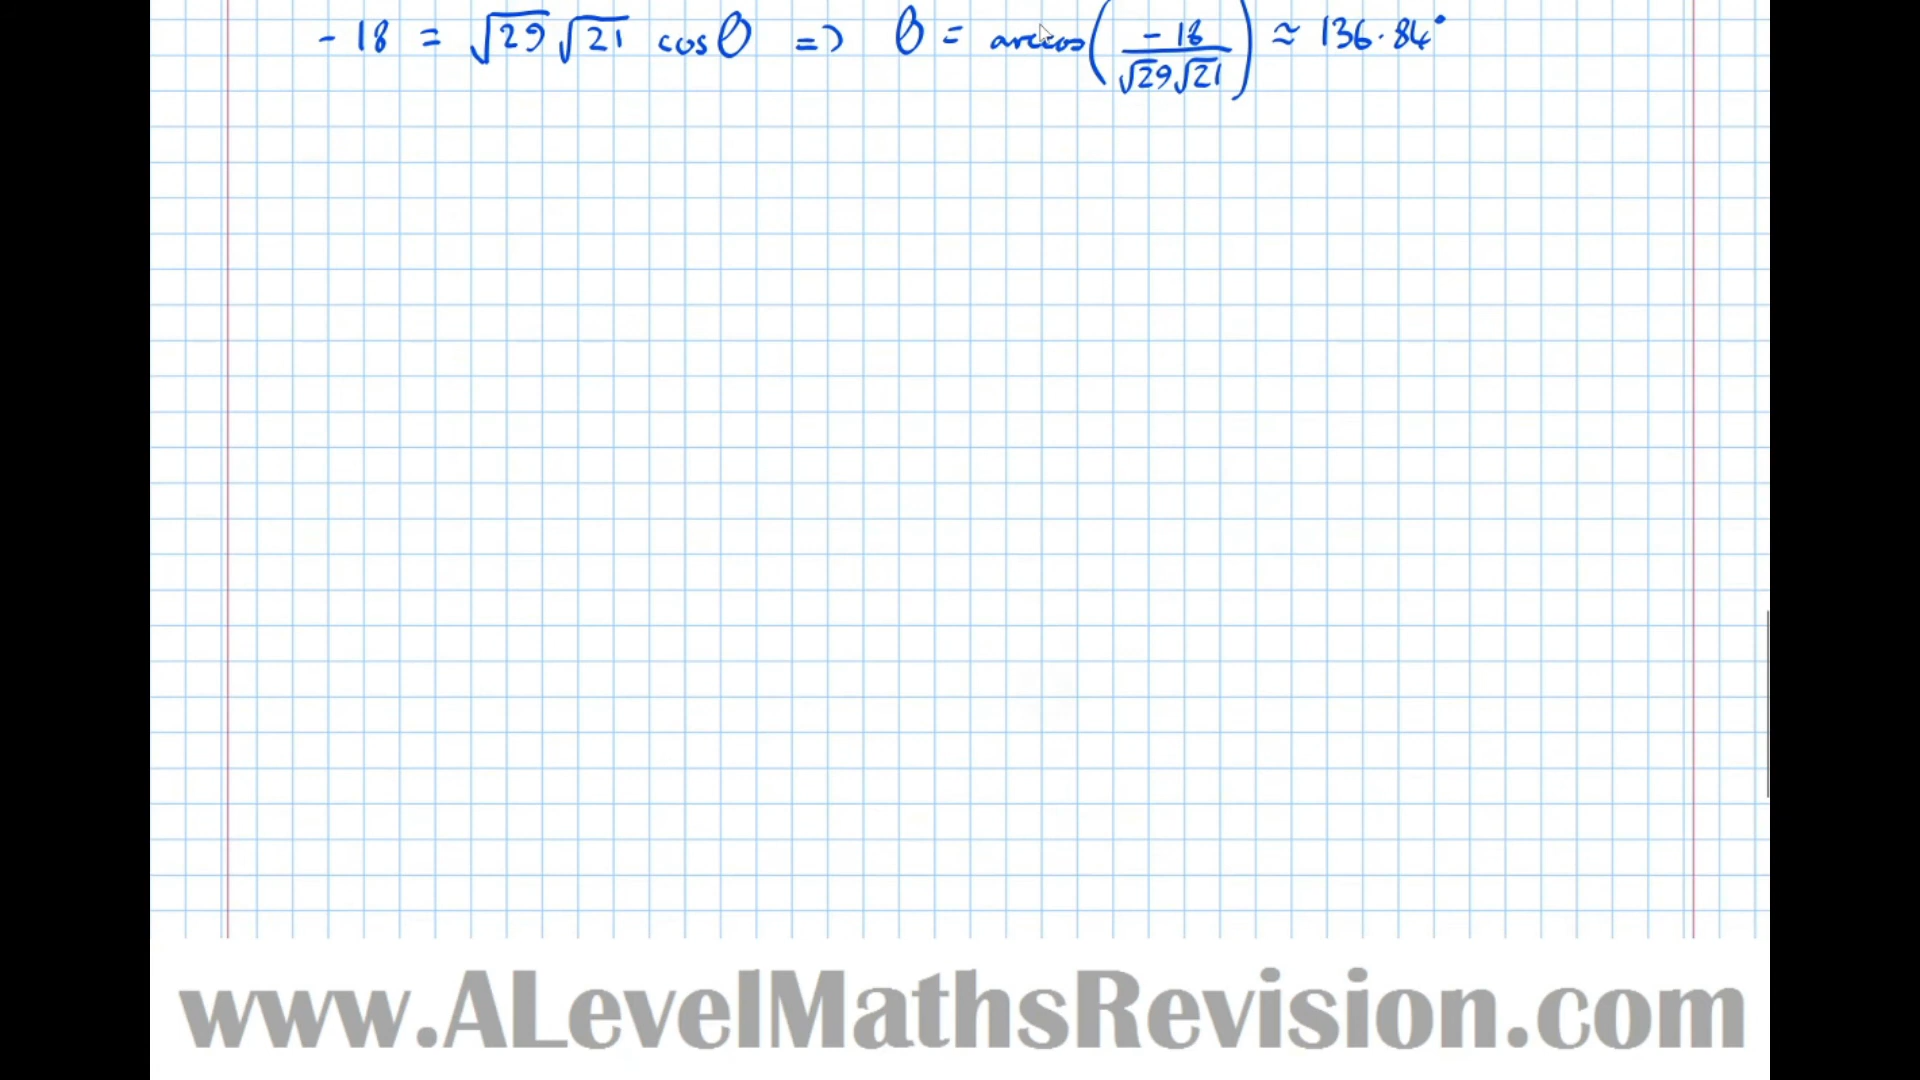 -18 = √29 √21 cos θ => θ = arccos(-18/(√29√21)) ≈ 136.84°
www.ALevelMathsRevision.com